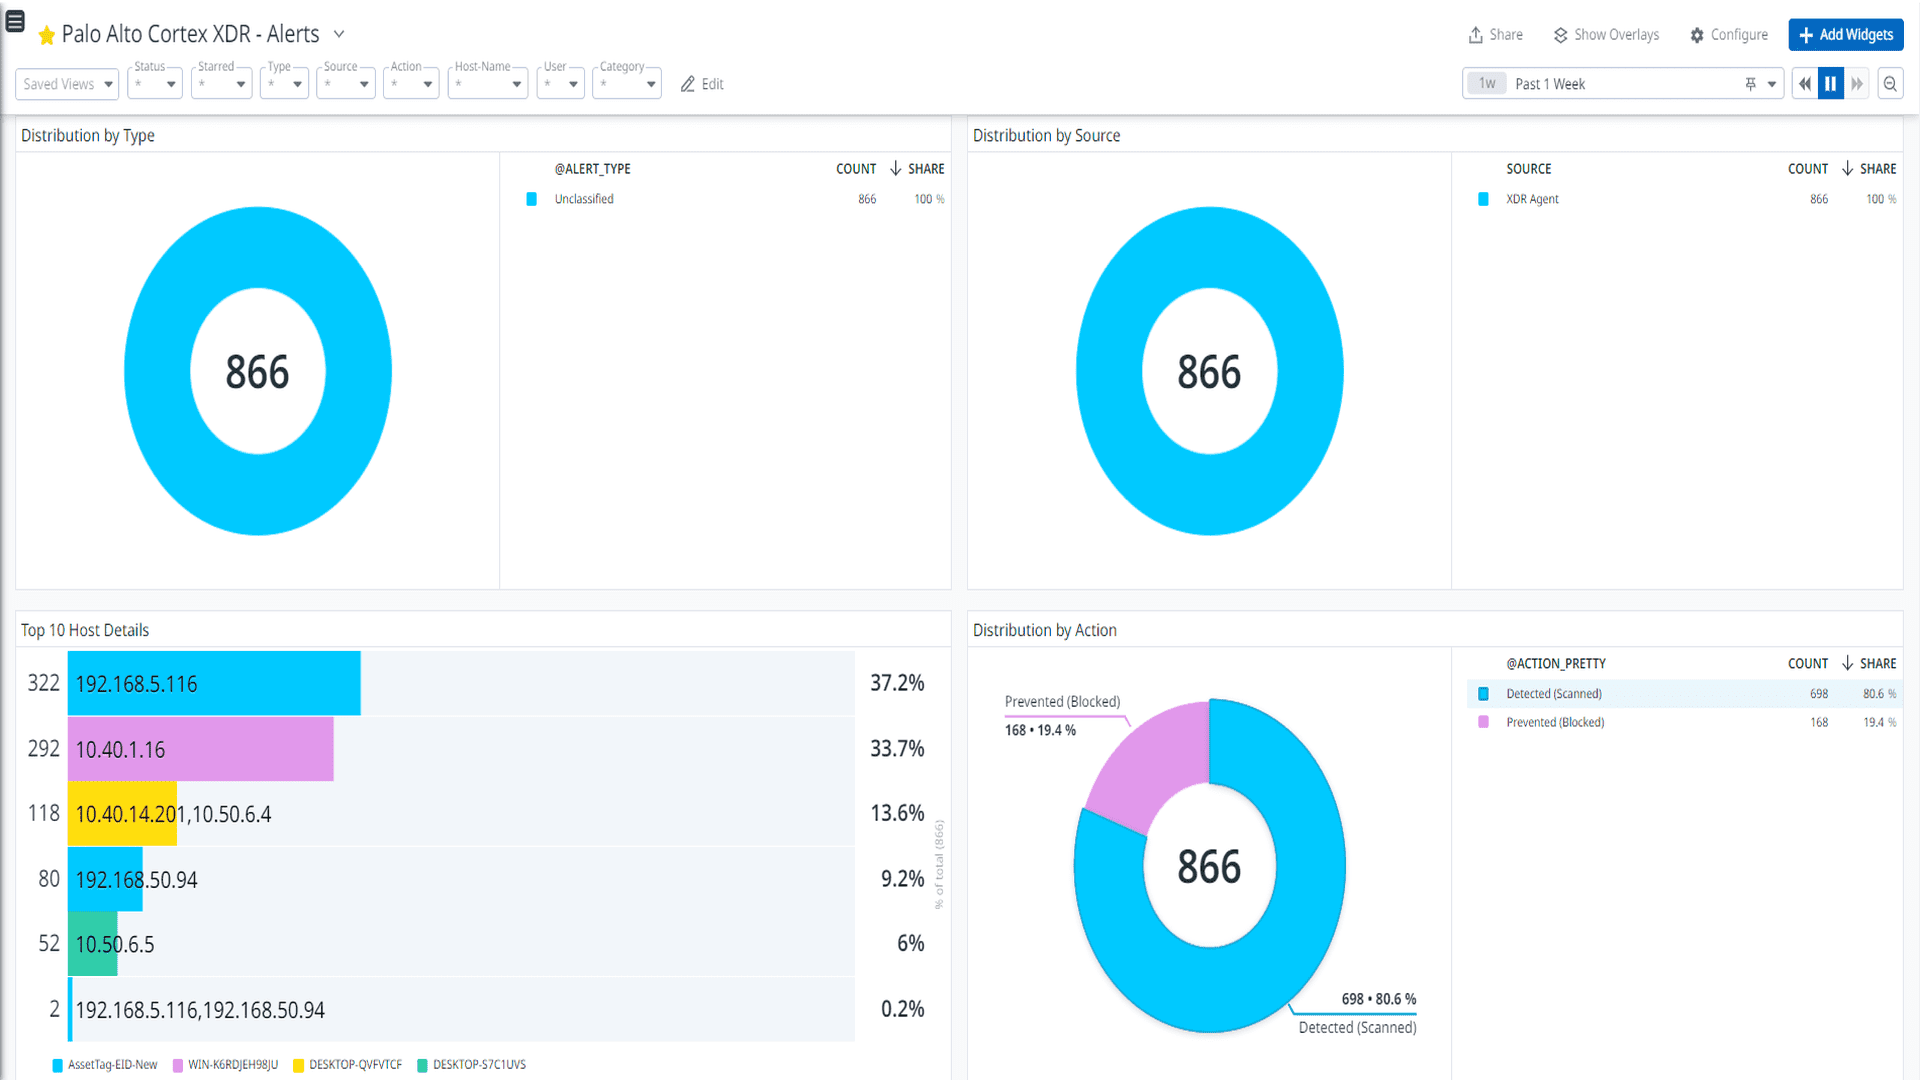 Palo Alto Cortex XDR - Alerts
Share
Show Overlays
Configure
Add Widgets
Saved Views
Status
*
Starred
*
Type
*
Source
*
Action
*
Host-Name
*
User
*
Category
*
Edit
1w Past 1 Week
Distribution by Type
866
@ALERT_TYPE COUNT SHARE
Unclassified 866 100 %
Distribution by Source
866
SOURCE COUNT SHARE
XDR Agent 866 100 %
Top 10 Host Details
322 192.168.5.116 37.2%
292 10.40.1.16 33.7%
118 10.40.14.201,10.50.6.4 13.6%
80 192.168.50.94 9.2%
52 10.50.6.5 6%
2 192.168.5.116,192.168.50.94 0.2%
% of total (866)
AssetTag-EID-New WIN-K6RDJEH98JU DESKTOP-QVFVTCF DESKTOP-S7C1UVS
Distribution by Action
Prevented (Blocked)
168 • 19.4 %
866
698 • 80.6 %
Detected (Scanned)
@ACTION_PRETTY COUNT SHARE
Detected (Scanned) 698 80.6 %
Prevented (Blocked) 168 19.4 %